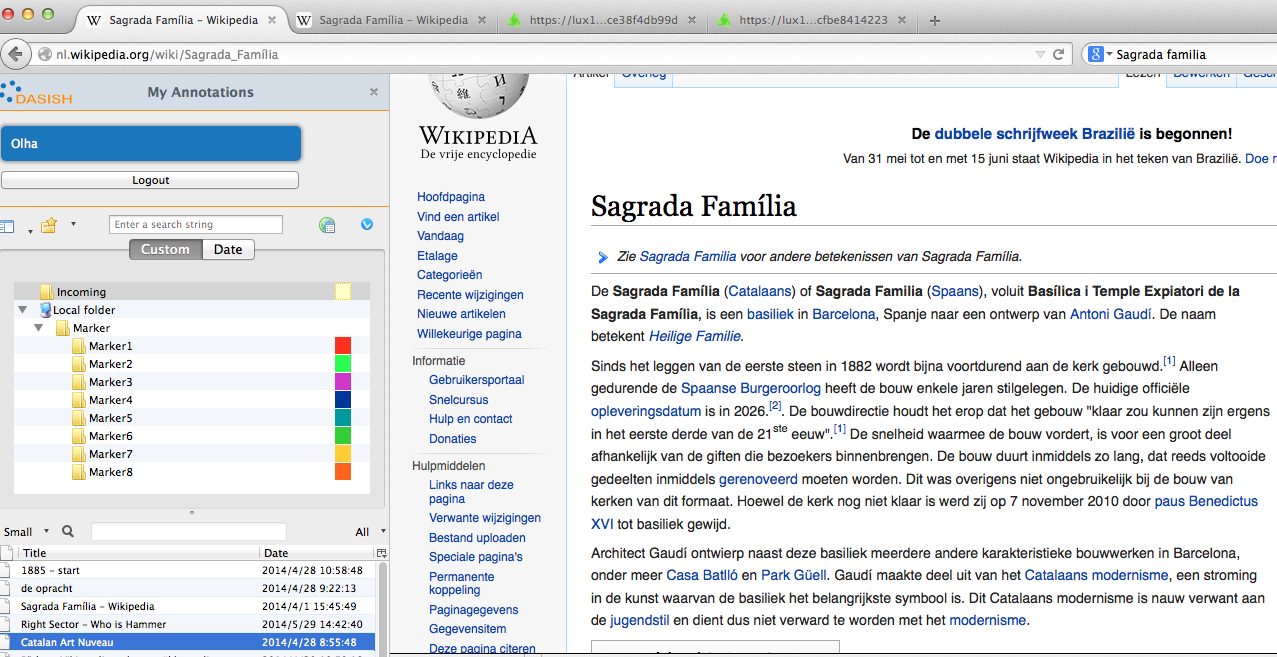 Sagrada Família – Wikipedia
Sagrada Família – Wikipedia
https://lux1...ce38f4db99d
https://lux1...cfbe8414223
nl.wikipedia.org/wiki/Sagrada_Família
Sagrada familia
DASISH
My Annotations
Olha
Logout
Enter a search string
Custom
Date
Incoming
Local folder
Marker
Marker1
Marker2
Marker3
Marker4
Marker5
Marker6
Marker7
Marker8
Small
All
Title
Date
1885 – start
2014/4/28 10:58:48
de opracht
2014/4/28 9:22:13
Sagrada Família – Wikipedia
2014/4/1 15:45:49
Right Sector – Who is Hammer
2014/5/29 14:42:40
Catalan Art Nuveau
2014/4/28 8:55:48
WIKIPEDIA
De vrije encyclopedie
Hoofdpagina
Vind een artikel
Vandaag
Etalage
Categorieën
Recente wijzigingen
Nieuwe artikelen
Willekeurige pagina
Informatie
Gebruikersportaal
Snelcursus
Hulp en contact
Donaties
Hulpmiddelen
Links naar deze
pagina
Verwante wijzigingen
Bestand uploaden
Speciale pagina's
Permanente
koppeling
Paginagegevens
Gegevensitem
Deze pagina citeren
Artikel
Overleg
Lezen
Bewerken
De dubbele schrijfweek Brazilië is begonnen!
Van 31 mei tot en met 15 juni staat Wikipedia in het teken van Brazilië. Doe
Sagrada Família
Zie Sagrada Familia voor andere betekenissen van Sagrada Família.
De Sagrada Família (Catalaans) of Sagrada Familia (Spaans), voluit Basílica i Temple Expiatori de la
Sagrada Família, is een basiliek in Barcelona, Spanje naar een ontwerp van Antoni Gaudí. De naam
betekent Heilige Familie.
Sinds het leggen van de eerste steen in 1882 wordt bijna voortdurend aan de kerk gebouwd.[1] Alleen
gedurende de Spaanse Burgeroorlog heeft de bouw enkele jaren stilgelegen. De huidige officiële
opleveringsdatum is in 2026.[2]. De bouwdirectie houdt het erop dat het gebouw "klaar zou kunnen zijn ergens
in het eerste derde van de 21ste eeuw".[1] De snelheid waarmee de bouw vordert, is voor een groot deel
afhankelijk van de giften die bezoekers binnenbrengen. De bouw duurt inmiddels zo lang, dat reeds voltooide
gedeelten inmiddels gerenoveerd moeten worden. Dit was overigens niet ongebruikelijk bij de bouw van
kerken van dit formaat. Hoewel de kerk nog niet klaar is werd zij op 7 november 2010 door paus Benedictus
XVI tot basiliek gewijd.
Architect Gaudí ontwierp naast deze basiliek meerdere andere karakteristieke bouwwerken in Barcelona,
onder meer Casa Batlló en Park Güell. Gaudí maakte deel uit van het Catalaans modernisme, een stroming
in de kunst waarvan de basiliek het belangrijkste symbool is. Dit Catalaans modernisme is nauw verwant aan
de jugendstil en dient dus niet verward te worden met het modernisme.